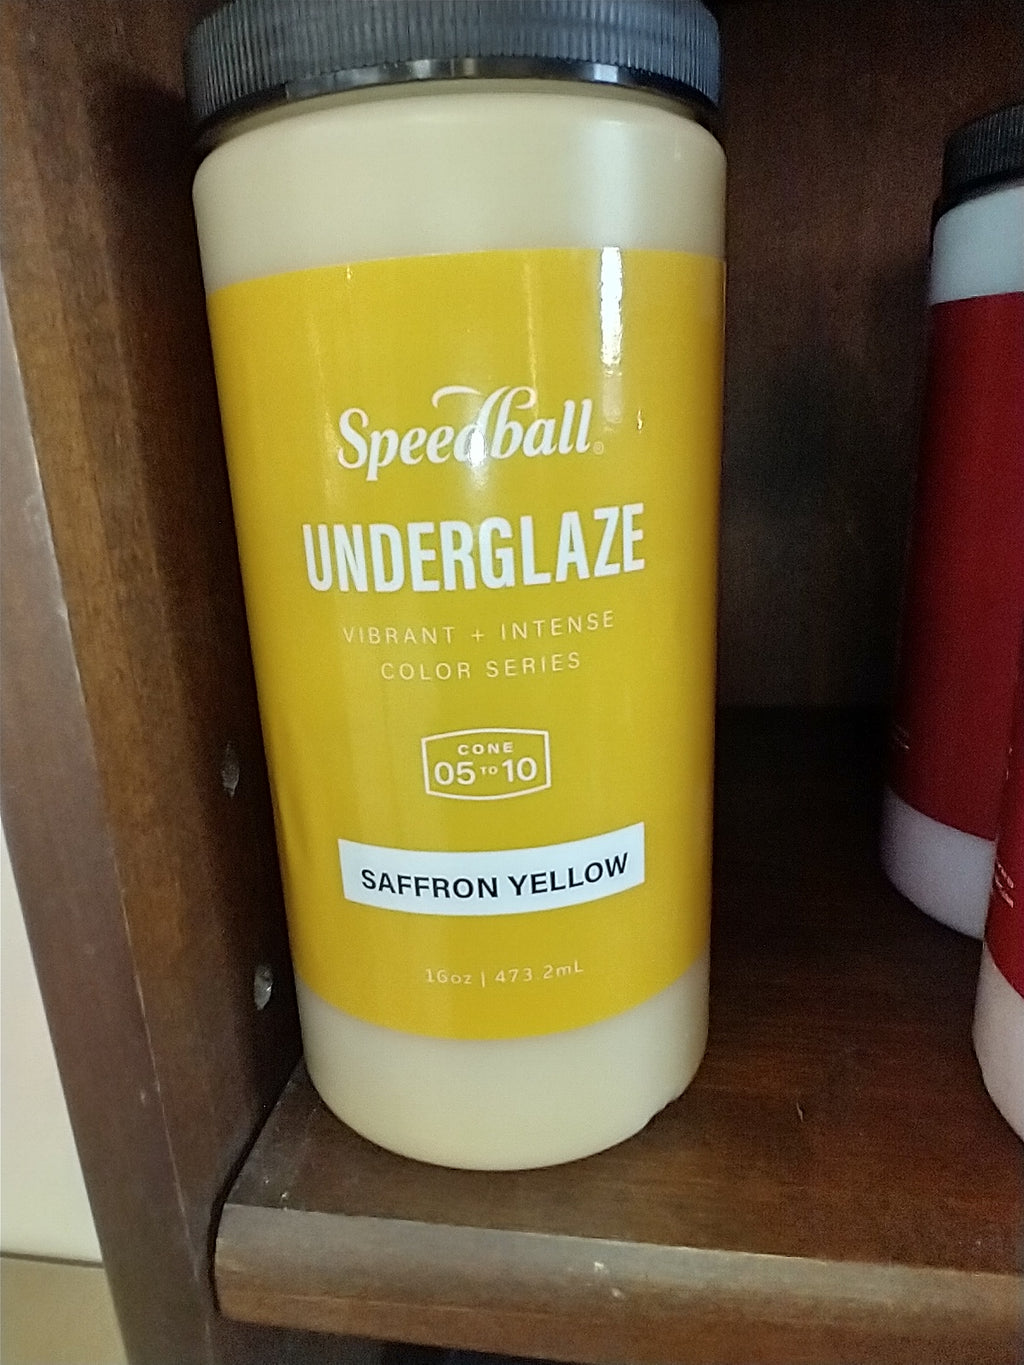 Speedball®
UNDERGLAZE
VIBRANT + INTENSE
COLOR SERIES
CONE
05 TO 10
SAFFRON YELLOW
16oz | 473.2mL